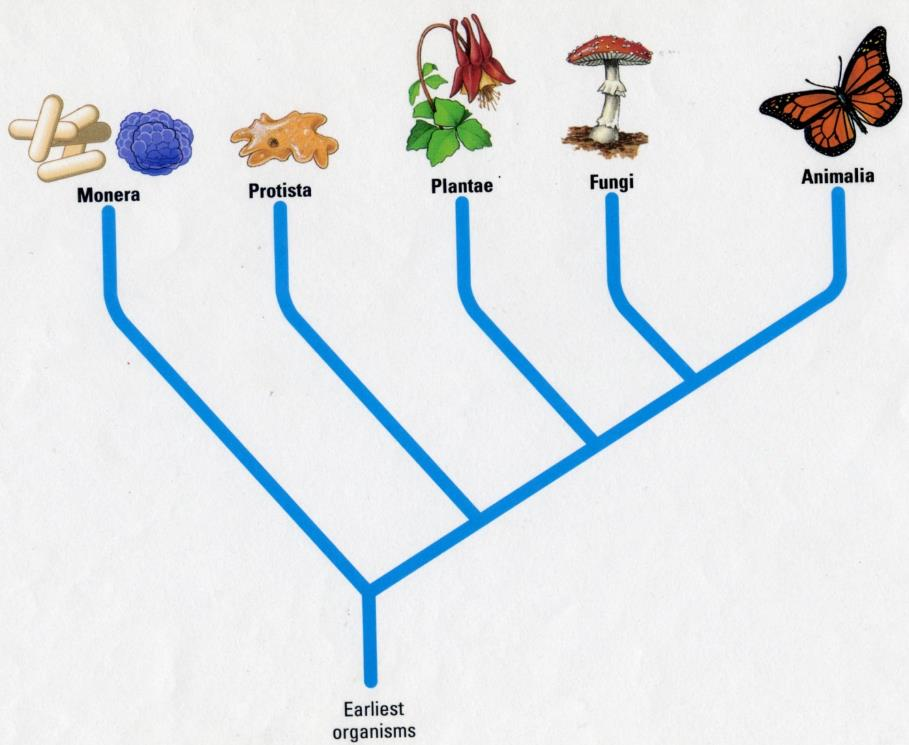 Monera
Protista
Plantae
Fungi
Animalia
Earliest
organisms